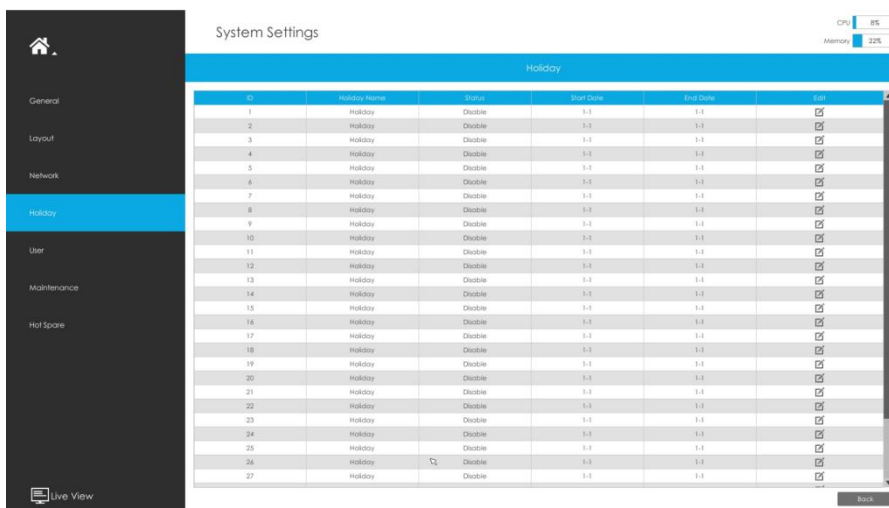 System Settings
CPU 8%
Memory 22%
Holiday
General
Layout
Network
Holiday
User
Maintenance
Hot Spare
Live View
ID Holiday Name Status Start Date End Date Edit
1 Holiday Disable 1-1 1-1
2 Holiday Disable 1-1 1-1
3 Holiday Disable 1-1 1-1
4 Holiday Disable 1-1 1-1
5 Holiday Disable 1-1 1-1
6 Holiday Disable 1-1 1-1
7 Holiday Disable 1-1 1-1
8 Holiday Disable 1-1 1-1
9 Holiday Disable 1-1 1-1
10 Holiday Disable 1-1 1-1
11 Holiday Disable 1-1 1-1
12 Holiday Disable 1-1 1-1
13 Holiday Disable 1-1 1-1
14 Holiday Disable 1-1 1-1
15 Holiday Disable 1-1 1-1
16 Holiday Disable 1-1 1-1
17 Holiday Disable 1-1 1-1
18 Holiday Disable 1-1 1-1
19 Holiday Disable 1-1 1-1
20 Holiday Disable 1-1 1-1
21 Holiday Disable 1-1 1-1
22 Holiday Disable 1-1 1-1
23 Holiday Disable 1-1 1-1
24 Holiday Disable 1-1 1-1
25 Holiday Disable 1-1 1-1
26 Holiday Disable 1-1 1-1
27 Holiday Disable 1-1 1-1
Back